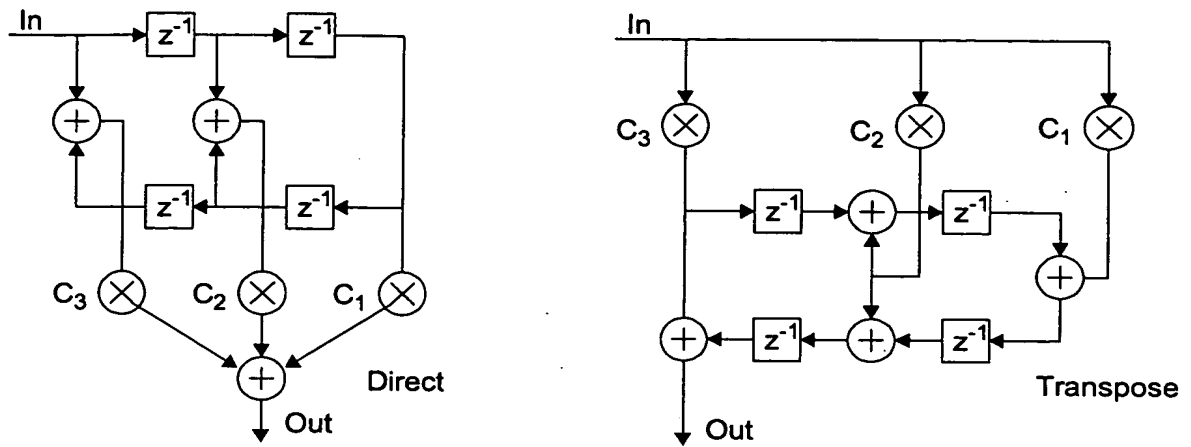 In
z⁻¹
z⁻¹
z⁻¹
z⁻¹
C₃
C₂
C₁
Direct
Out
In
C₃
C₂
C₁
z⁻¹
z⁻¹
z⁻¹
z⁻¹
Transpose
Out